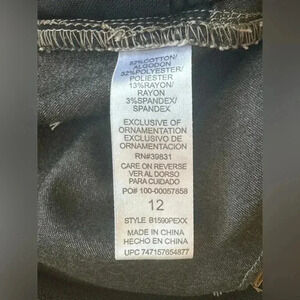 52%COTTON/
ALGODON
32%POLYESTER/
POLIESTER
13%RAYON/
RAYON
3%SPANDEX/
SPANDEX
EXCLUSIVE OF
ORNAMENTATION
EXCLUSIVO DE
ORNAMENTACIÓN
RN#39831
CARE ON REVERSE
VER AL DORSO
PARA CUIDADO
PO# 100-00057658
12
STYLE B1590PEXX
MADE IN CHINA
HECHO EN CHINA
UPC 747157654877